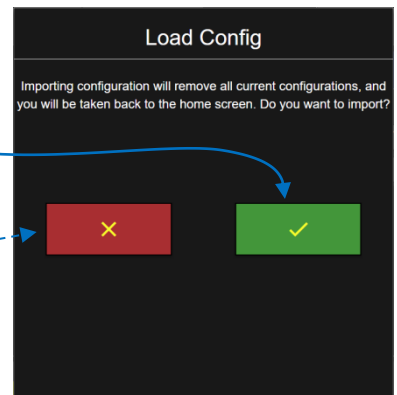 Load Config
Importing configuration will remove all current configurations, and
you will be taken back to the home screen. Do you want to import?